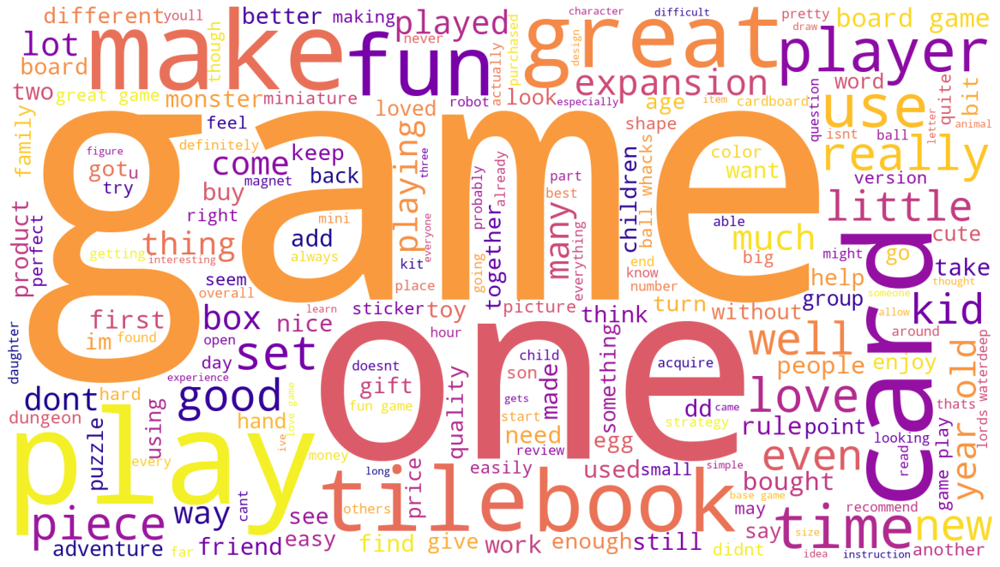 different
youll
better
making
played
character
difficult
pretty
draw
board game
lot
make
fun
great
player
board
though
never
actually
purchased
design
two
great game
monster
miniature
robot
look
especially
expansion
item
cardboard
word
use
question
quite
bit
letter
animal
family
feel
definitely
loved
age
shape
isnt
ball
really
game
figure
got
u
try
come
keep
magnet
back
buy
right
playing
three
everyone
probably
already
together
part
best
many
everything
children
ball whacks
color
want
able
much
big
version
little
might
go
cute
product
perfect
getting
interesting
thing
seem
overall
add
mini
always
kit
place
going
end
know
number
help
group
take
thought
first
im
found
box
open
nice
learn
sticker
toy
hour
picture
think
turn
without
well
people
someone
allow
around
kid
card
daughter
day
experience
set
doesnt
gift
fun game
one
child
son
made
gets
start
need
review
something
acquire
dd
came
strategy
love
rule
point
enjoy
year old
thats
lords waterdeep
looking
read
dont
hard
good
hand
ive
love game
quality
egg
even
game play
dungeon
puzzle
using
every
play
money
long
easily
used
small
simple
bought
piece
way
cant
see
others
tile
price
book
base game
may
say
time
recommend
size
new
adventure
far
friend
easy
find
give
work
enough
still
didnt
idea
instruction
another